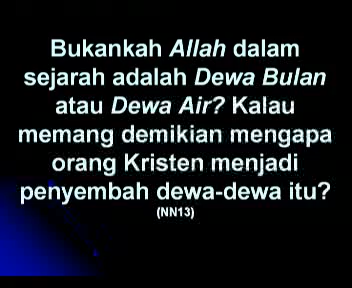 Bukankah Allah dalam
sejarah adalah Dewa Bulan
atau Dewa Air? Kalau
memang demikian mengapa
orang Kristen menjadi
penyembah dewa-dewa itu?
(NN13)